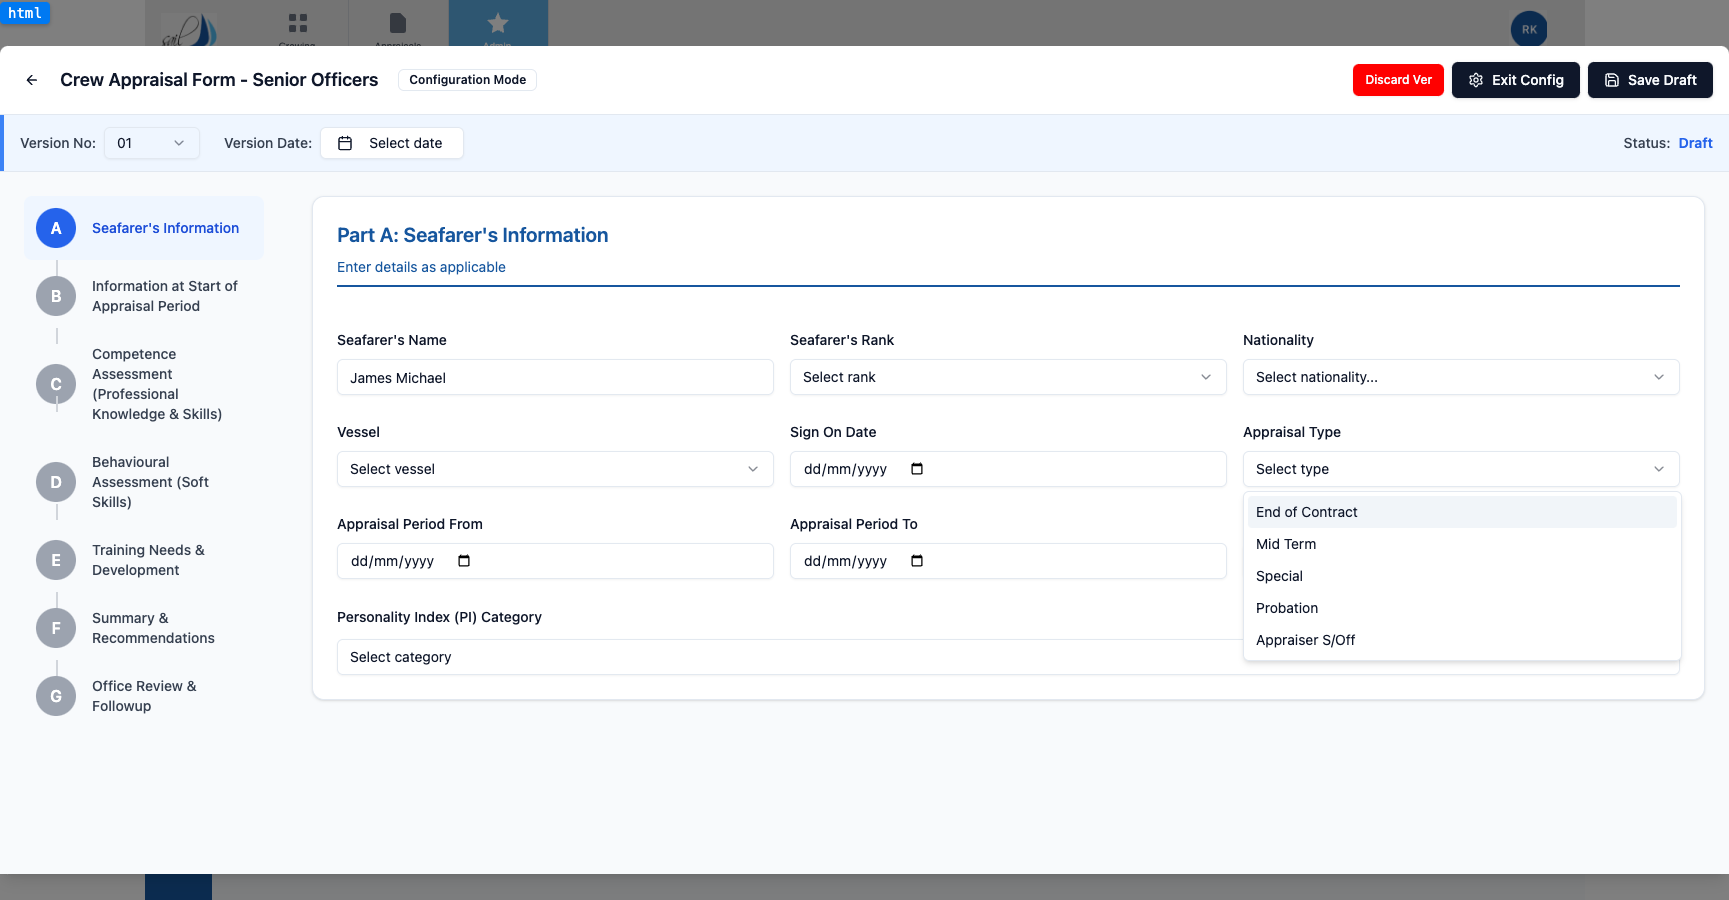 html
RK
Crew Appraisal Form - Senior Officers
Configuration Mode
Discard Ver
Exit Config
Save Draft
Version No:
01
Version Date:
Select date
Status: Draft
A
Seafarer's Information
B
Information at Start of
Appraisal Period
C
Competence
Assessment
(Professional
Knowledge & Skills)
D
Behavioural
Assessment (Soft
Skills)
E
Training Needs &
Development
F
Summary &
Recommendations
G
Office Review &
Followup
Part A: Seafarer's Information
Enter details as applicable
Seafarer's Name
James Michael
Seafarer's Rank
Select rank
Nationality
Select nationality...
Vessel
Select vessel
Sign On Date
dd/mm/yyyy
Appraisal Type
Select type
End of Contract
Mid Term
Special
Probation
Appraiser S/Off
Appraisal Period From
dd/mm/yyyy
Appraisal Period To
dd/mm/yyyy
Personality Index (PI) Category
Select category